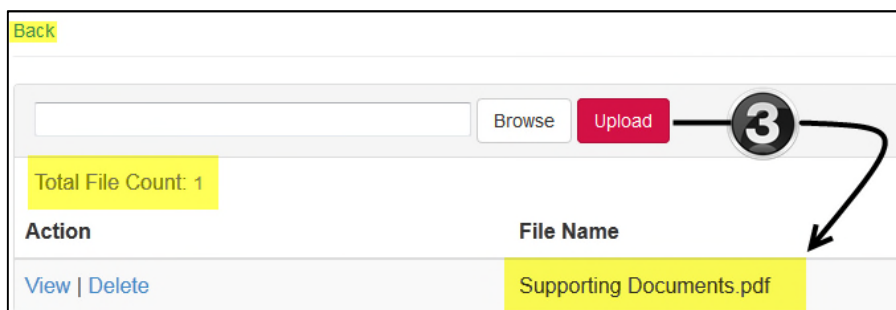 Back
Browse Upload 3
Total File Count: 1
Action File Name
View | Delete Supporting Documents.pdf